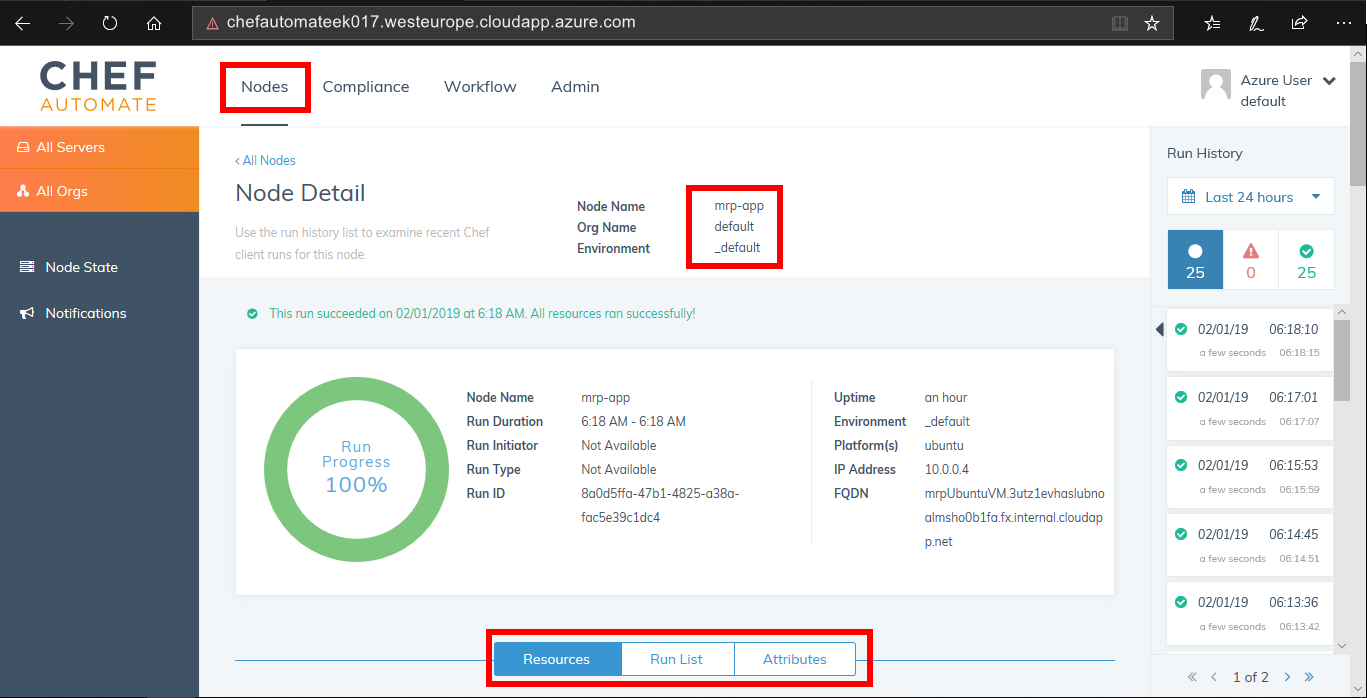 chefautomateek017.westeurope.cloudapp.azure.com
CHEF
AUTOMATE
Nodes
Compliance
Workflow
Admin
Azure User
default
All Servers
All Orgs
Node State
Notifications
‹ All Nodes
Node Detail
Use the run history list to examine recent Chef
client runs for this node.
Node Name mrp-app
Org Name default
Environment _default
This run succeeded on 02/01/2019 at 6:18 AM. All resources ran successfully!
Run
Progress
100%
Node Name mrp-app
Run Duration 6:18 AM - 6:18 AM
Run Initiator Not Available
Run Type Not Available
Run ID 8a0d5ffa-47b1-4825-a38a-
fac5e39c1dc4
Uptime an hour
Environment _default
Platform(s) ubuntu
IP Address 10.0.0.4
FQDN mrpUbuntuVM.3utz1evhaslubno
almsho0b1fa.fx.internal.cloudap
p.net
Resources
Run List
Attributes
Run History
Last 24 hours
25 0 25
02/01/19 06:18:10
a few seconds 06:18:15
02/01/19 06:17:01
a few seconds 06:17:07
02/01/19 06:15:53
a few seconds 06:15:59
02/01/19 06:14:45
a few seconds 06:14:51
02/01/19 06:13:36
a few seconds 06:13:42
« ‹ 1 of 2 › »